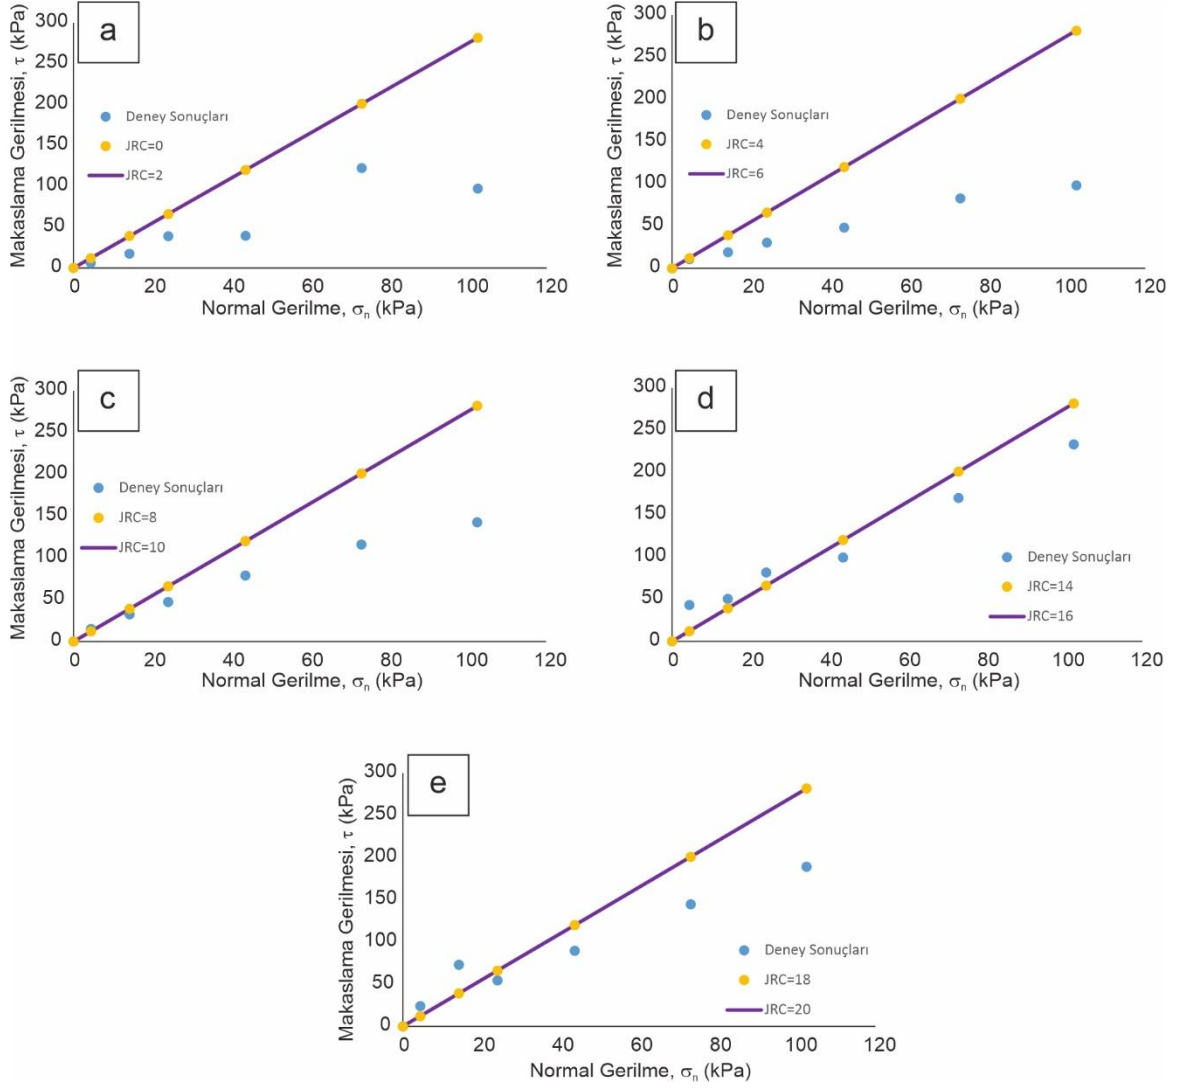 a
Makaslama Gerilmesi, τ (kPa)
300
250
200
150
100
50
0
Deney Sonuçları
JRC=0
JRC=2
0 20 40 60 80 100 120
Normal Gerilme, σn (kPa)
b
Makaslama Gerilmesi, τ (kPa)
300
250
200
150
100
50
0
Deney Sonuçları
JRC=4
JRC=6
0 20 40 60 80 100 120
Normal Gerilme, σn (kPa)
c
Makaslama Gerilmesi, τ (kPa)
300
250
200
150
100
50
0
Deney Sonuçları
JRC=8
JRC=10
0 20 40 60 80 100 120
Normal Gerilme, σn (kPa)
d
Makaslama Gerilmesi, τ (kPa)
300
250
200
150
100
50
0
Deney Sonuçları
JRC=14
JRC=16
0 20 40 60 80 100 120
Normal Gerilme, σn (kPa)
e
Makaslama Gerilmesi, τ (kPa)
300
250
200
150
100
50
0
Deney Sonuçları
JRC=18
JRC=20
0 20 40 60 80 100 120
Normal Gerilme, σn (kPa)